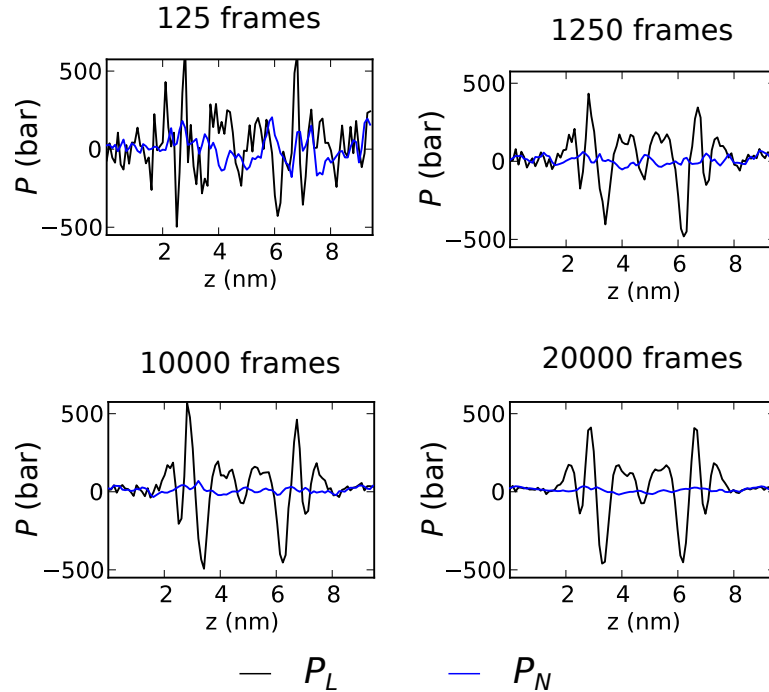 125 frames
1250 frames
500
0
−500
P (bar)
2
4
6
8
z (nm)
500
0
−500
P (bar)
2
4
6
8
z (nm)
10000 frames
20000 frames
500
0
−500
P (bar)
0
2
4
6
8
z (nm)
500
0
−500
P (bar)
2
4
6
8
z (nm)
P_L
P_N